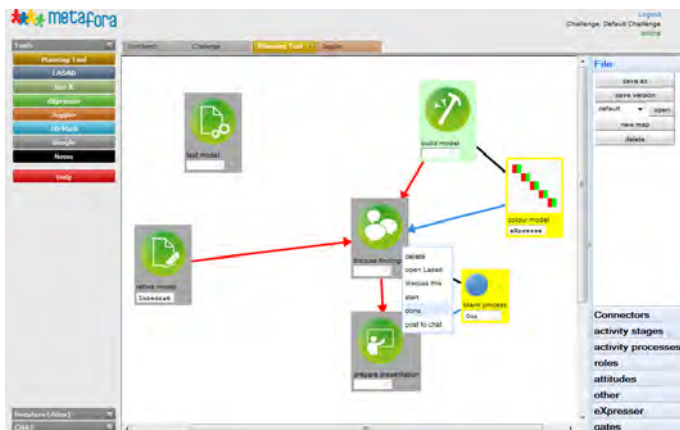 metafora
Logout
Challenge: Default Challenge
online
Tools
Challenge
Planning Tool
Juggler
Planning Tool
LASAD
Sus-X
eXpresser
Juggler
3D-Math
Google
Notes
Help
test model
build model
colour model
eXpresser
discuss findings
refine model
blank process
prepare presentation
delete
open Lasad
discuss this
start
done
post to chat
File
save as
save version
default
open
new map
delete
Connectors
activity stages
activity processes
roles
attitudes
other
eXpresser
gates
CHAT